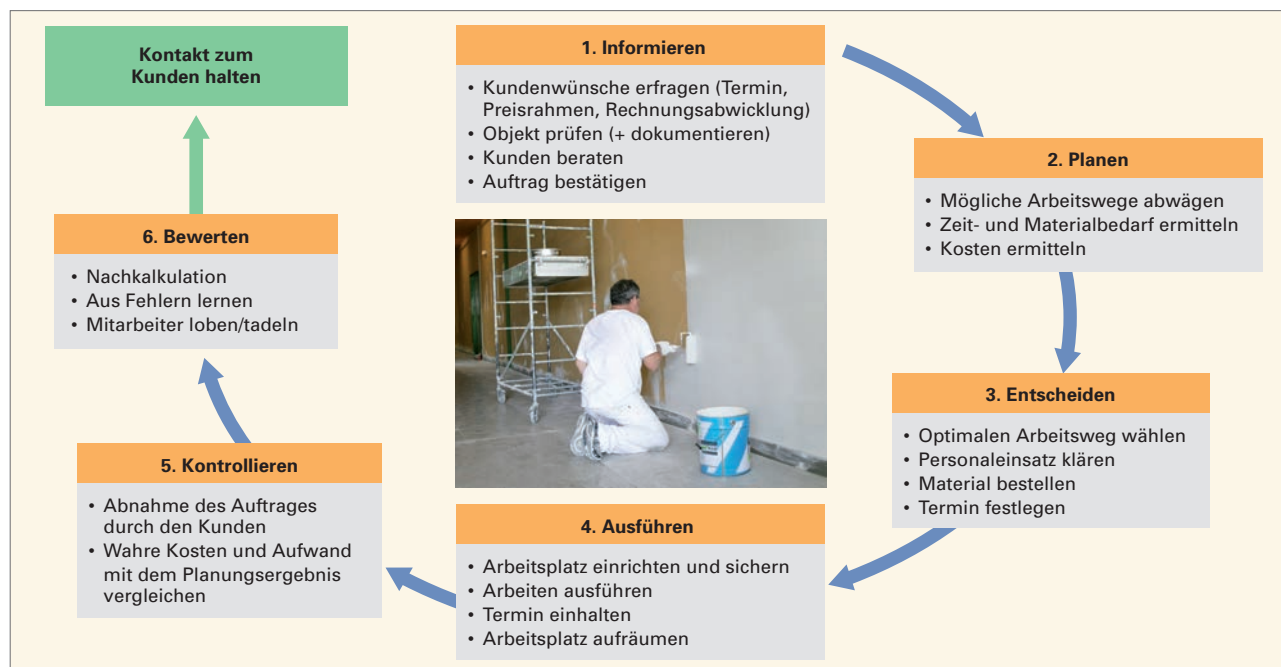 Kontakt zum
Kunden halten
1. Informieren
• Kundenwünsche erfragen (Termin,
Preisrahmen, Rechnungsabwicklung)
• Objekt prüfen (+ dokumentieren)
• Kunden beraten
• Auftrag bestätigen
2. Planen
• Mögliche Arbeitswege abwägen
• Zeit- und Materialbedarf ermitteln
• Kosten ermitteln
3. Entscheiden
• Optimalen Arbeitsweg wählen
• Personaleinsatz klären
• Material bestellen
• Termin festlegen
4. Ausführen
• Arbeitsplatz einrichten und sichern
• Arbeiten ausführen
• Termin einhalten
• Arbeitsplatz aufräumen
5. Kontrollieren
• Abnahme des Auftrages
durch den Kunden
• Wahre Kosten und Aufwand
mit dem Planungsergebnis
vergleichen
6. Bewerten
• Nachkalkulation
• Aus Fehlern lernen
• Mitarbeiter loben/tadeln